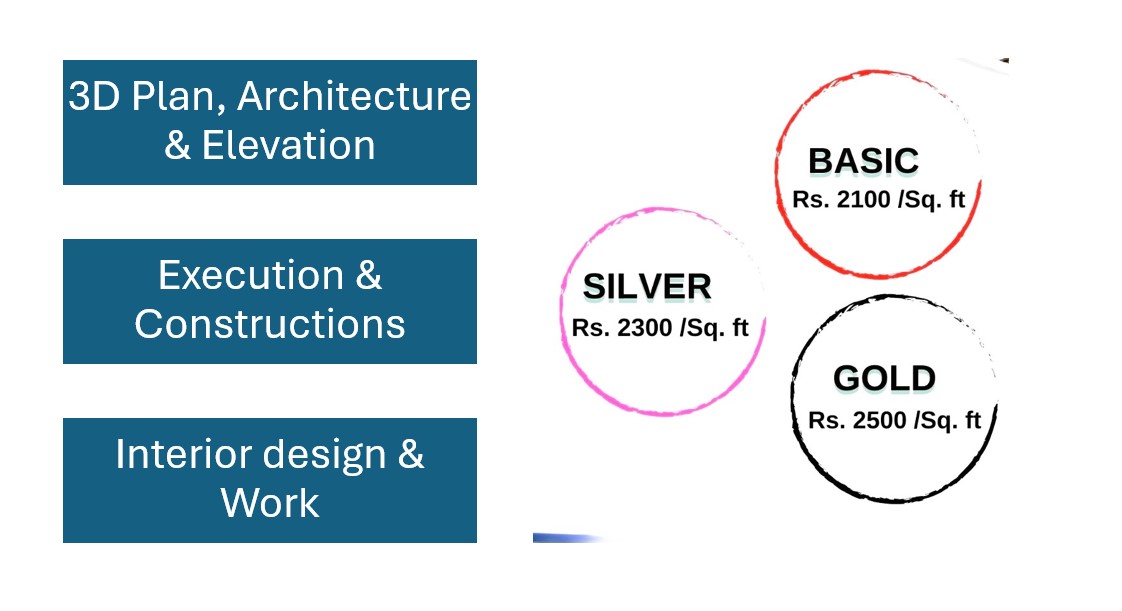 3D Plan, Architecture
& Elevation
Execution &
Constructions
Interior design &
Work
BASIC
Rs. 2100 /Sq. ft
SILVER
Rs. 2300 /Sq. ft
GOLD
Rs. 2500 /Sq. ft